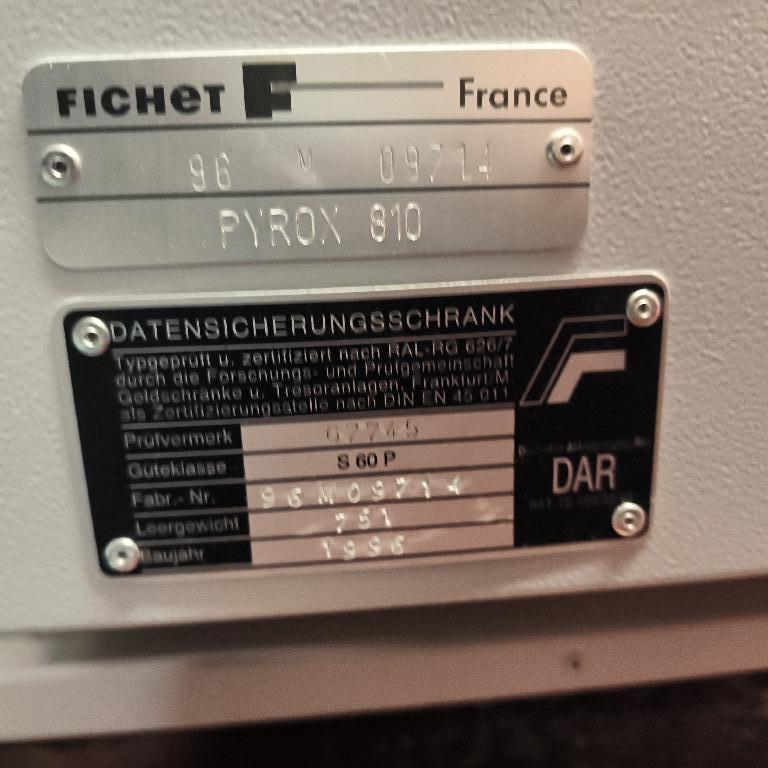 FICHET F France
96 M 09714
PYROX 810
DATENSICHERUNGSSCHRANK
Typgeprüft u. zertifiziert nach RAL-RG 626/7
durch die Forschungs- und Prüfgemeinschaft
Geldschränke u. Tresoranlagen, Frankfurt/M.
als Zertifizierungsstelle nach DIN EN 45 011
Prüfvermerk 67745
Güteklasse S 60 P
Fabr.- Nr. 96M09714
Leergewicht 751
Baujahr 1996
DAR